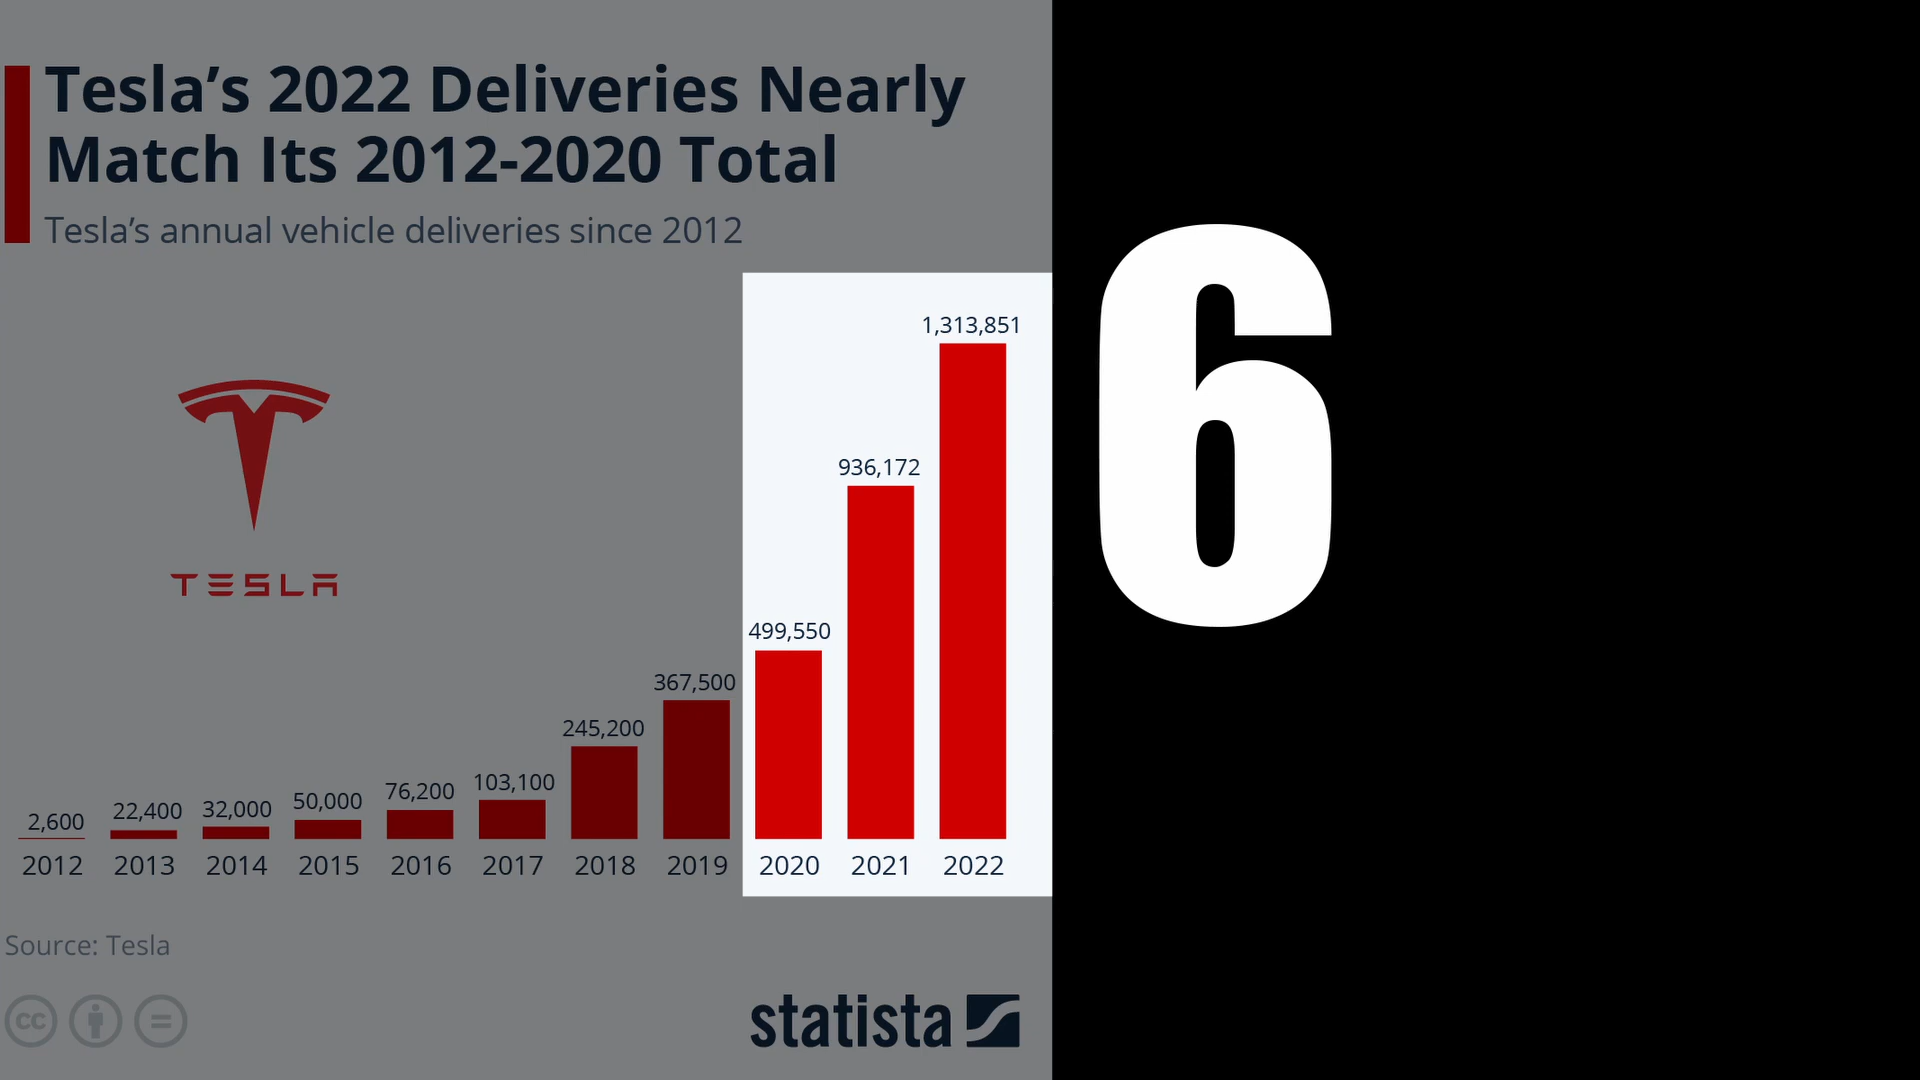 Tesla’s 2022 Deliveries Nearly
Match Its 2012-2020 Total
Tesla’s annual vehicle deliveries since 2012
TESLA
2,600
22,400
32,000
50,000
76,200
103,100
245,200
367,500
499,550
936,172
1,313,851
2012 2013 2014 2015 2016 2017 2018 2019 2020 2021 2022
Source: Tesla
cc
statista
6